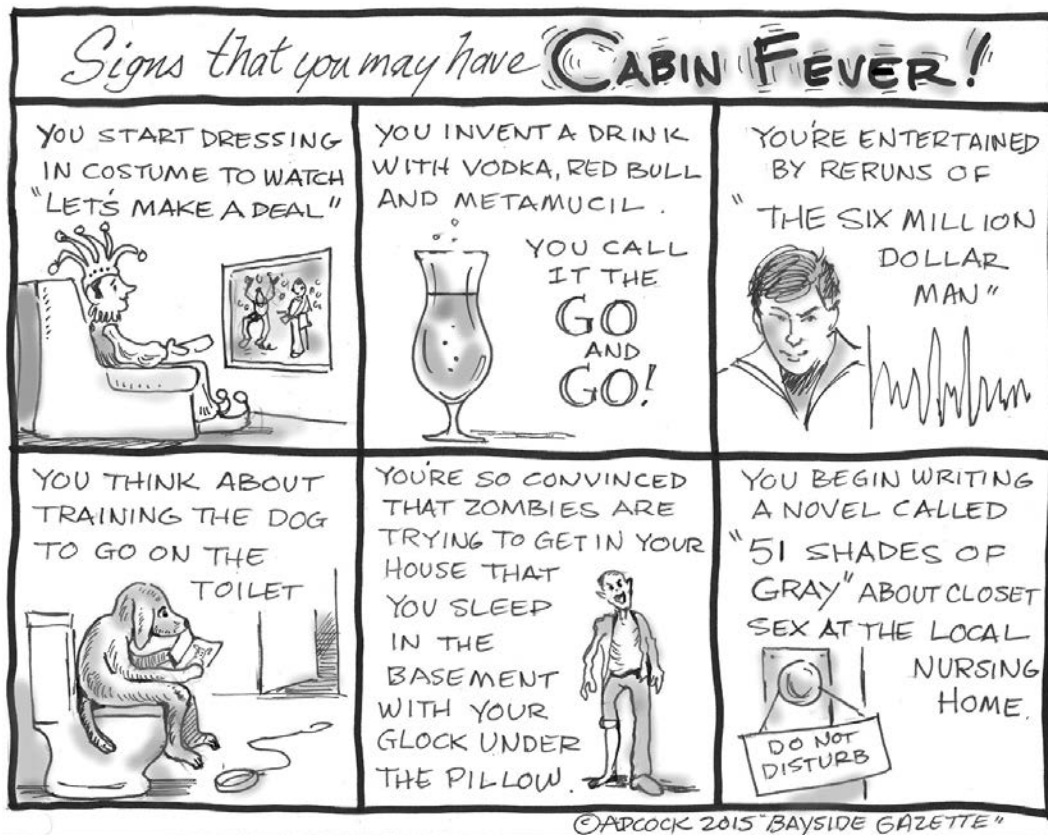 Signs that you may have CABIN FEVER!
YOU START DRESSING
IN COSTUME TO WATCH
"LET'S MAKE A DEAL"
YOU INVENT A DRINK
WITH VODKA, RED BULL
AND METAMUCIL.
YOU CALL
IT THE
GO
AND
GO!
YOU'RE ENTERTAINED
BY RERUNS OF
"THE SIX MILLION
DOLLAR
MAN"
YOU THINK ABOUT
TRAINING THE DOG
TO GO ON THE
TOILET
YOU'RE SO CONVINCED
THAT ZOMBIES ARE
TRYING TO GET IN YOUR
HOUSE THAT
YOU SLEEP
IN THE
BASEMENT
WITH YOUR
GLOCK UNDER
THE PILLOW.
YOU BEGIN WRITING
A NOVEL CALLED
"51 SHADES OF
GRAY" ABOUT CLOSET
SEX AT THE LOCAL
NURSING
HOME.
DO NOT
DISTURB
©ADCOCK 2015 "BAYSIDE GAZETTE"